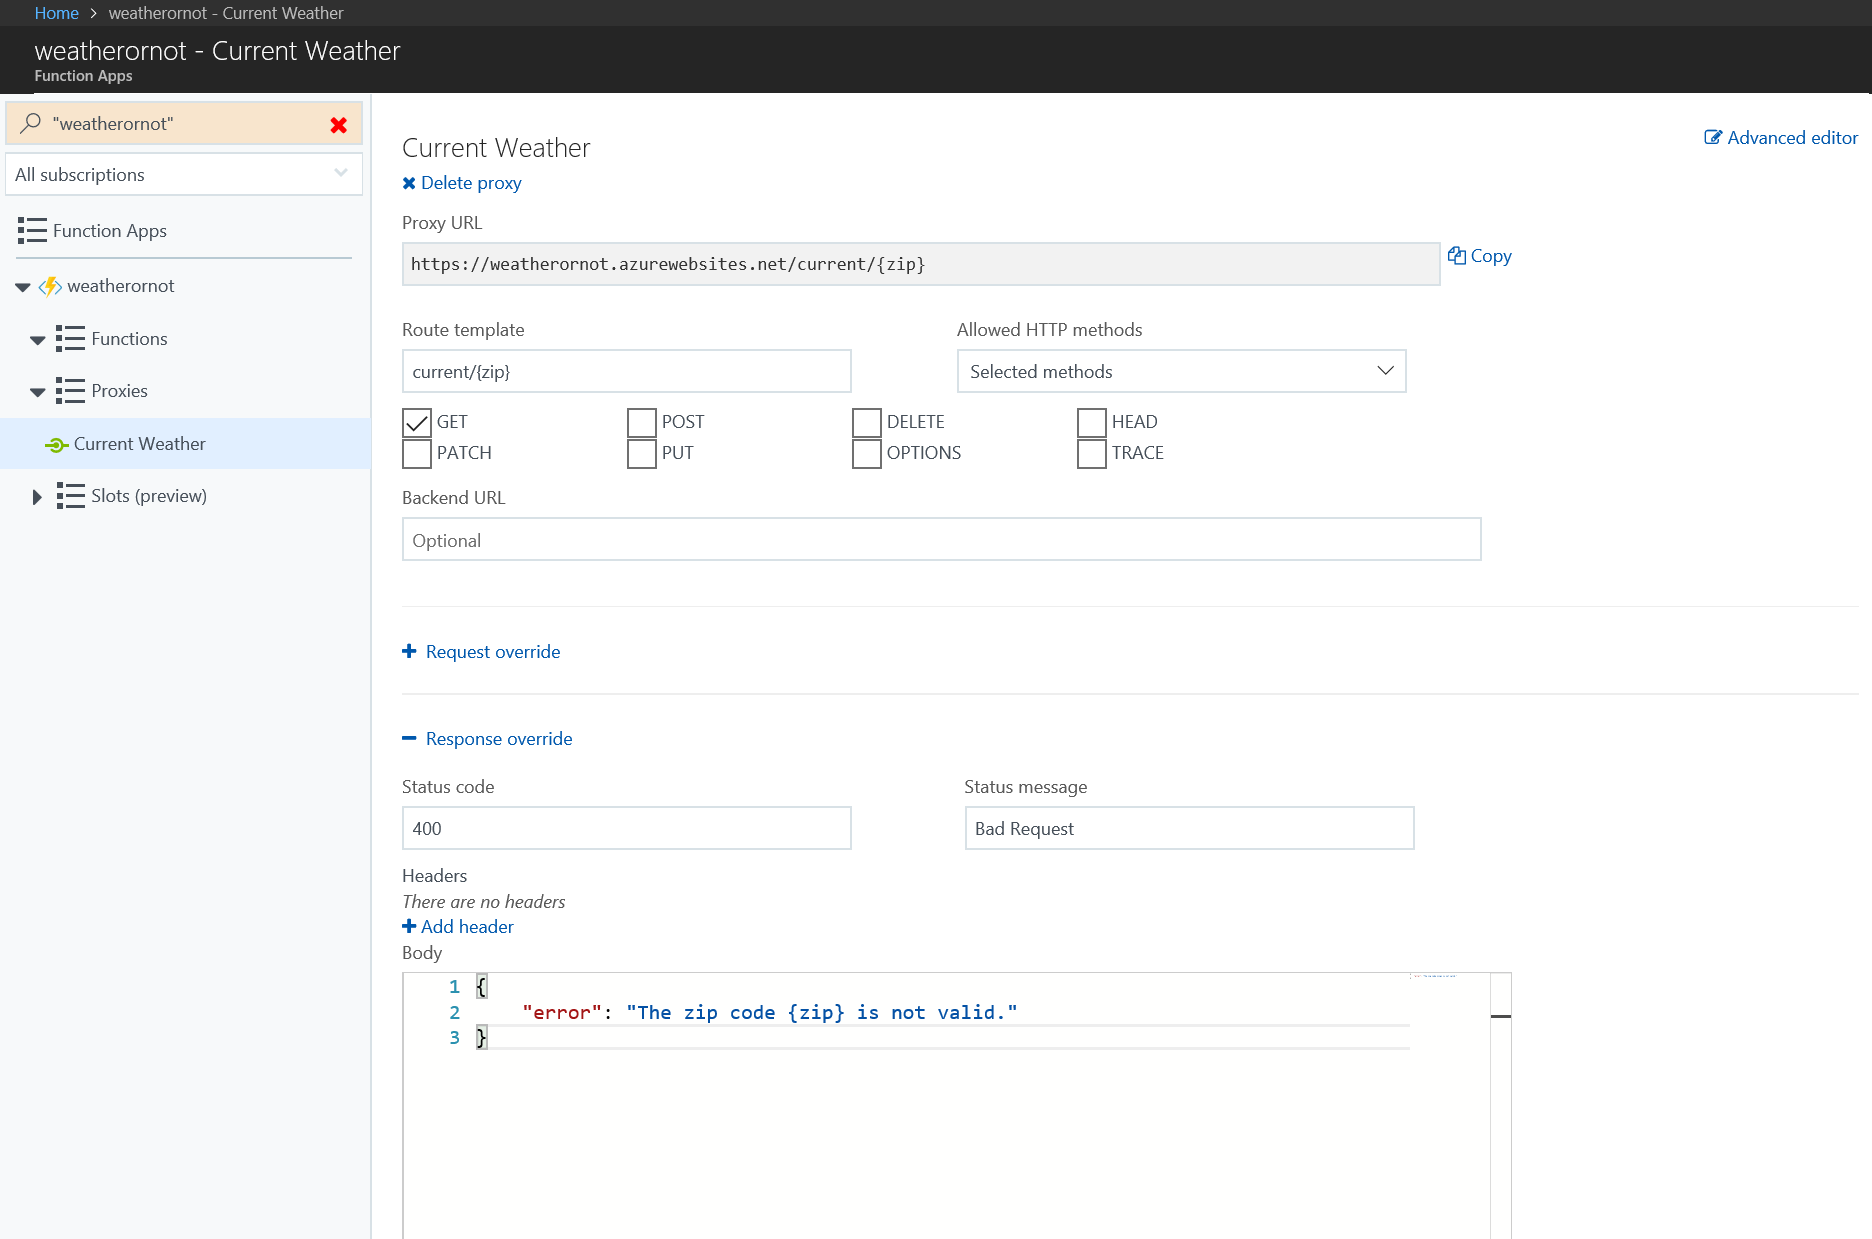 Home > weatherornot - Current Weather
weatherornot - Current Weather
Function Apps
"weatherornot"
All subscriptions
Function Apps
weatherornot
Functions
Proxies
Current Weather
Slots (preview)
Current Weather
Advanced editor
Delete proxy
Proxy URL
https://weatherornot.azurewebsites.net/current/{zip}
Copy
Route template
Allowed HTTP methods
current/{zip}
Selected methods
GET
POST
DELETE
HEAD
PATCH
PUT
OPTIONS
TRACE
Backend URL
Optional
Request override
Response override
Status code
Status message
400
Bad Request
Headers
There are no headers
Add header
Body
1 {
2 "error": "The zip code {zip} is not valid."
3 }